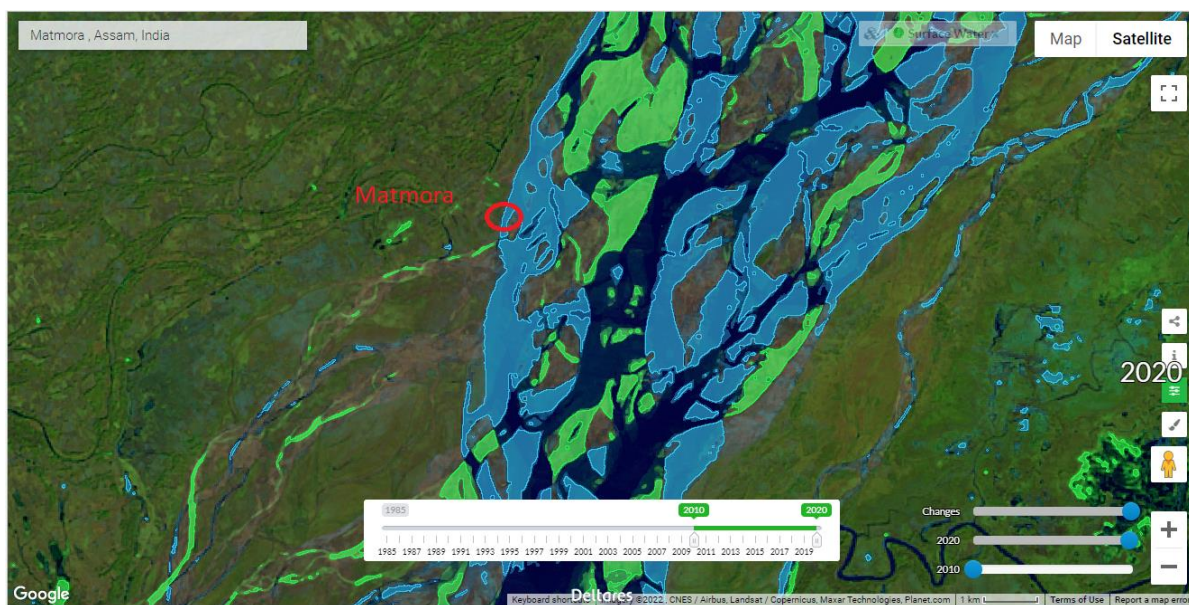 Matmora , Assam, India
Surface Water
Map Satellite
Matmora
2020
1985 2010 2020
1985 1987 1989 1991 1993 1995 1997 1999 2001 2003 2005 2007 2009 2011 2013 2015 2017 2019
Changes
2020
2010
Google
Deltares
©2022 , CNES / Airbus, Landsat / Copernicus, Maxar Technologies, Planet.com 1 km Terms of Use Report a map error